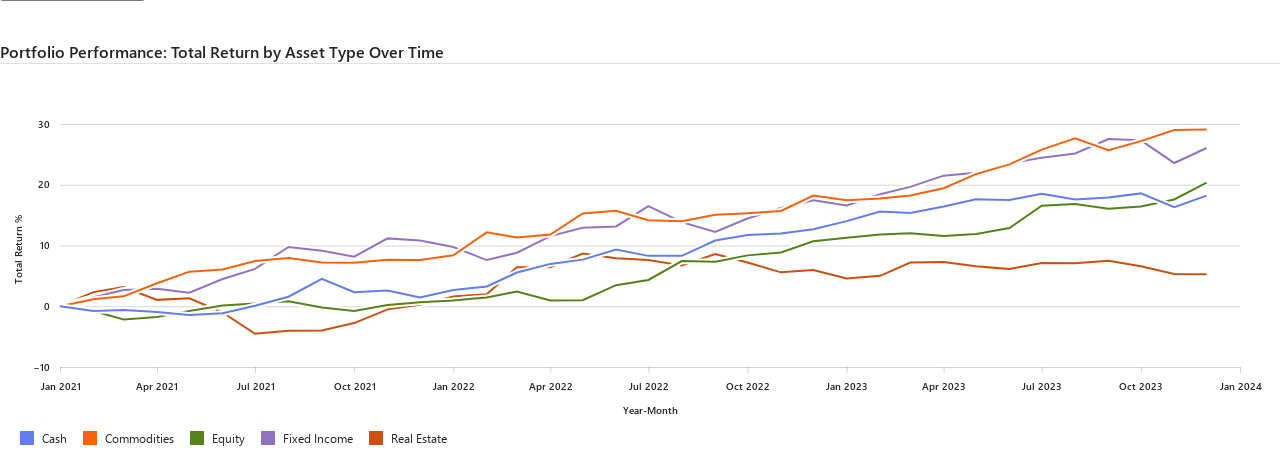 Portfolio Performance: Total Return by Asset Type Over Time
30
20
10
0
−10
Total Return %
Jan 2021 Apr 2021 Jul 2021 Oct 2021 Jan 2022 Apr 2022 Jul 2022 Oct 2022 Jan 2023 Apr 2023 Jul 2023 Oct 2023 Jan 2024
Year-Month
Cash Commodities Equity Fixed Income Real Estate